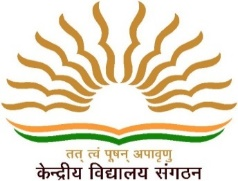 तत् त्वं पूषन् अपावृणु
केन्द्रीय विद्यालय संगठन